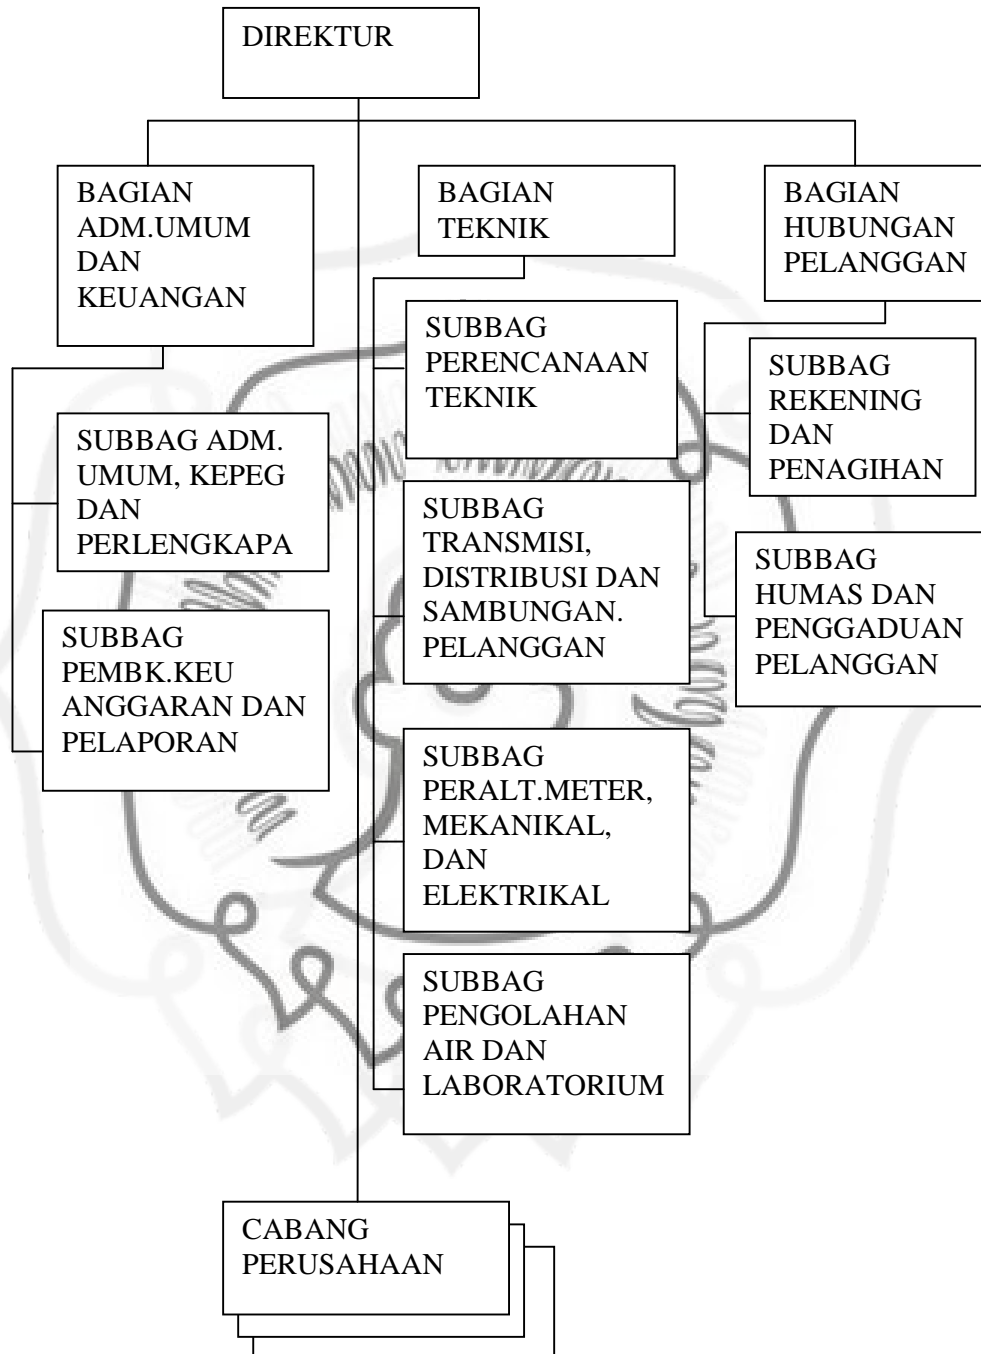 DIREKTUR
BAGIAN
ADM.UMUM
DAN
KEUANGAN
BAGIAN
TEKNIK
BAGIAN
HUBUNGAN
PELANGGAN
SUBBAG ADM.
UMUM, KEPEG
DAN
PERLENGKAPA
SUBBAG
PEMBK.KEU
ANGGARAN DAN
PELAPORAN
SUBBAG
PERENCANAAN
TEKNIK
SUBBAG
TRANSMISI,
DISTRIBUSI DAN
SAMBUNGAN.
PELANGGAN
SUBBAG
PERALT.METER,
MEKANIKAL,
DAN
ELEKTRIKAL
SUBBAG
PENGOLAHAN
AIR DAN
LABORATORIUM
SUBBAG
REKENING
DAN
PENAGIHAN
SUBBAG
HUMAS DAN
PENGGADUAN
PELANGGAN
CABANG
PERUSAHAAN